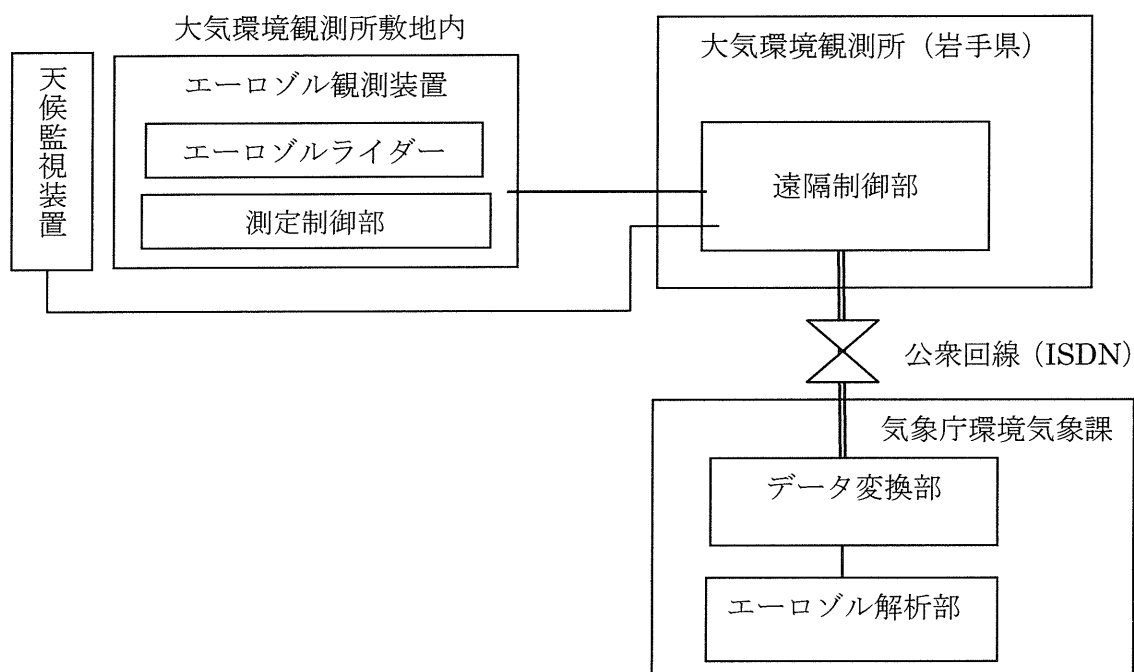 大気環境観測所敷地内
天候監視装置
エーロゾル観測装置
エーロゾルライダー
測定制御部
大気環境観測所（岩手県）
遠隔制御部
公衆回線（ISDN）
気象庁環境気象課
データ変換部
エーロゾル解析部